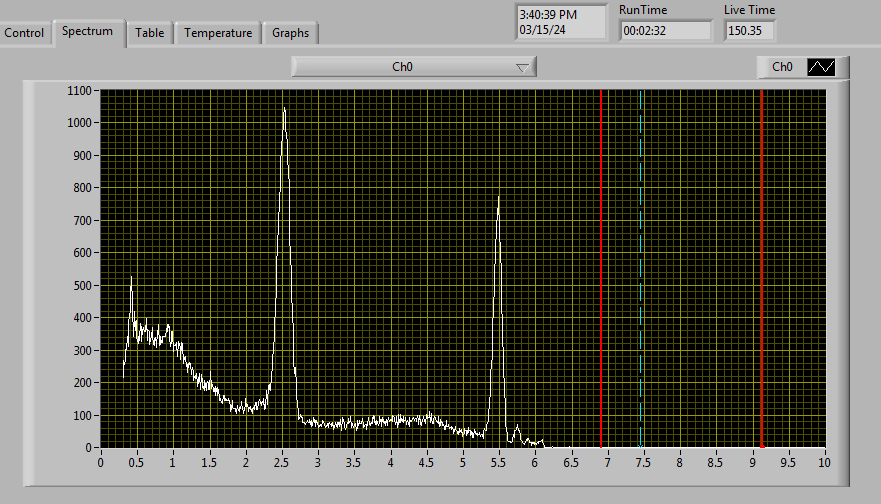 Control
Spectrum
Table
Temperature
Graphs
3:40:39 PM
03/15/24
RunTime
00:02:32
Live Time
150.35
Ch0
Ch0
1100
1000
900
800
700
600
500
400
300
200
100
0
0 0.5 1 1.5 2 2.5 3 3.5 4 4.5 5 5.5 6 6.5 7 7.5 8 8.5 9 9.5 10